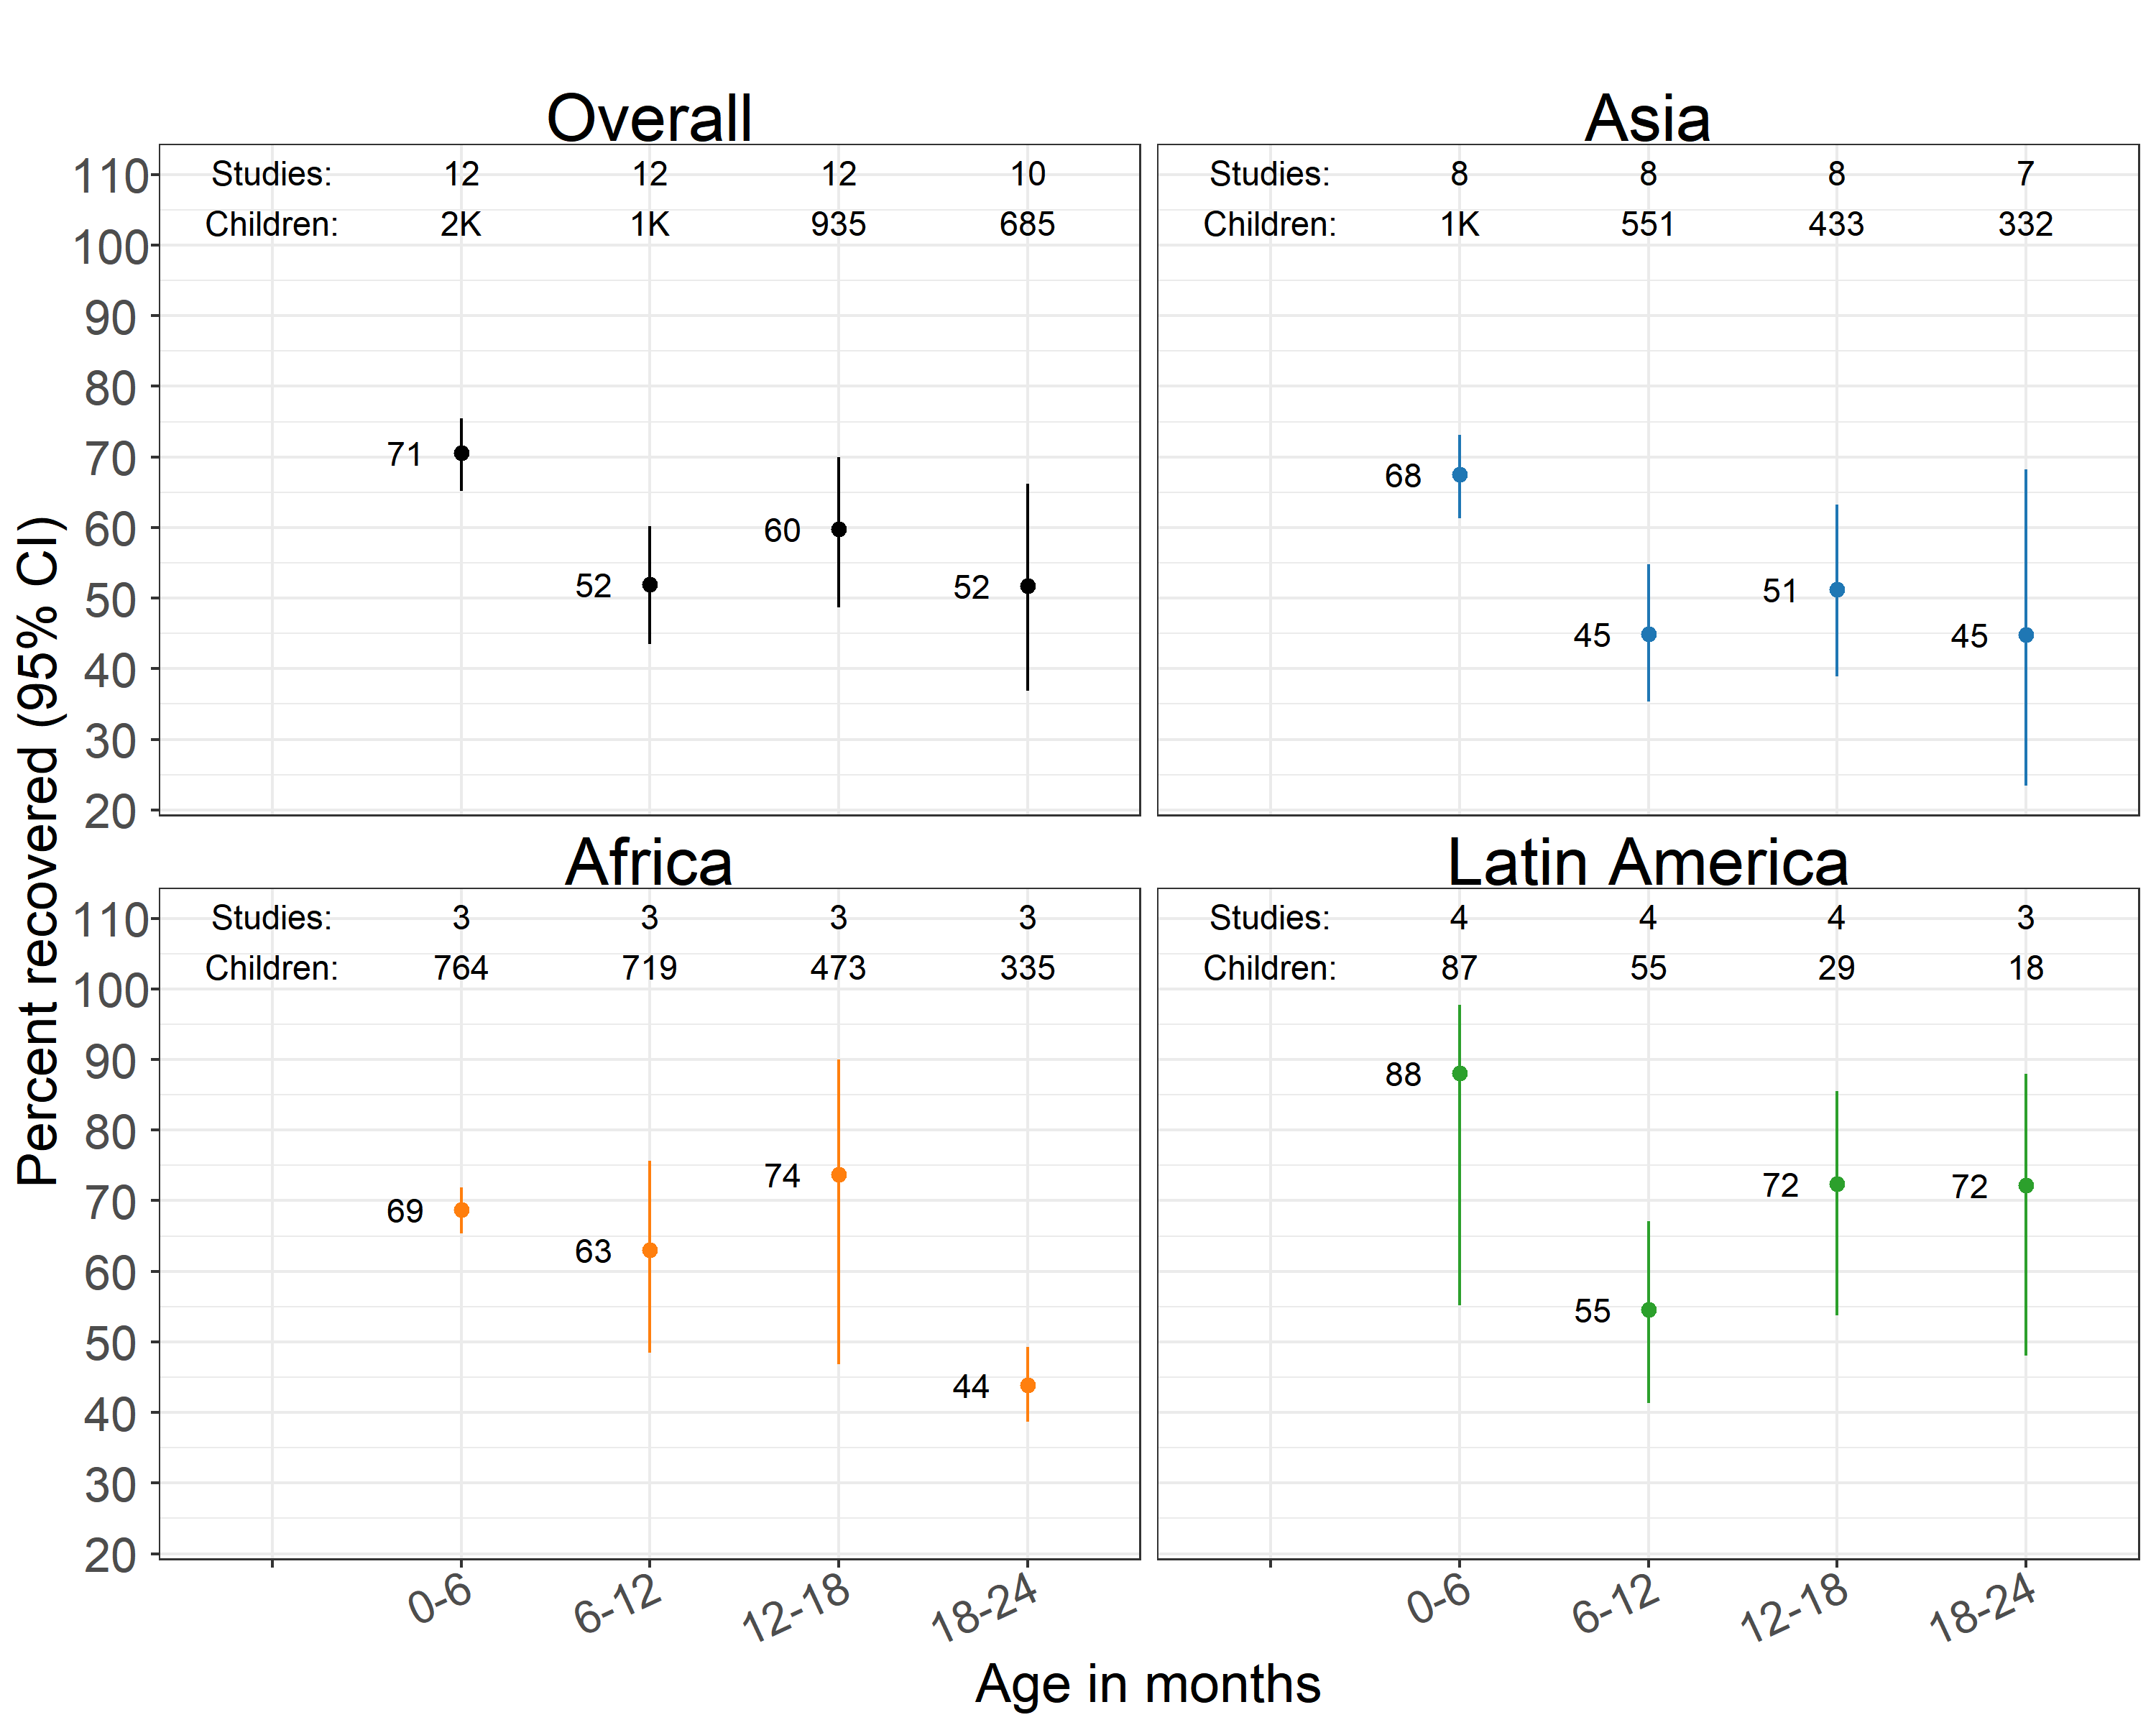 Overall
Studies: 12 12 12 10
Children: 2K 1K 935 685
110
100
90
80
70
60
50
40
30
20
71
52
60
52
Asia
Studies: 8 8 8 7
Children: 1K 551 433 332
68
45
51
45
Africa
Studies: 3 3 3 3
Children: 764 719 473 335
110
100
90
80
70
60
50
40
30
20
69
63
74
44
Latin America
Studies: 4 4 4 3
Children: 87 55 29 18
88
55
72
72
0-6 6-12 12-18 18-24
0-6 6-12 12-18 18-24
Age in months
Percent recovered (95% CI)